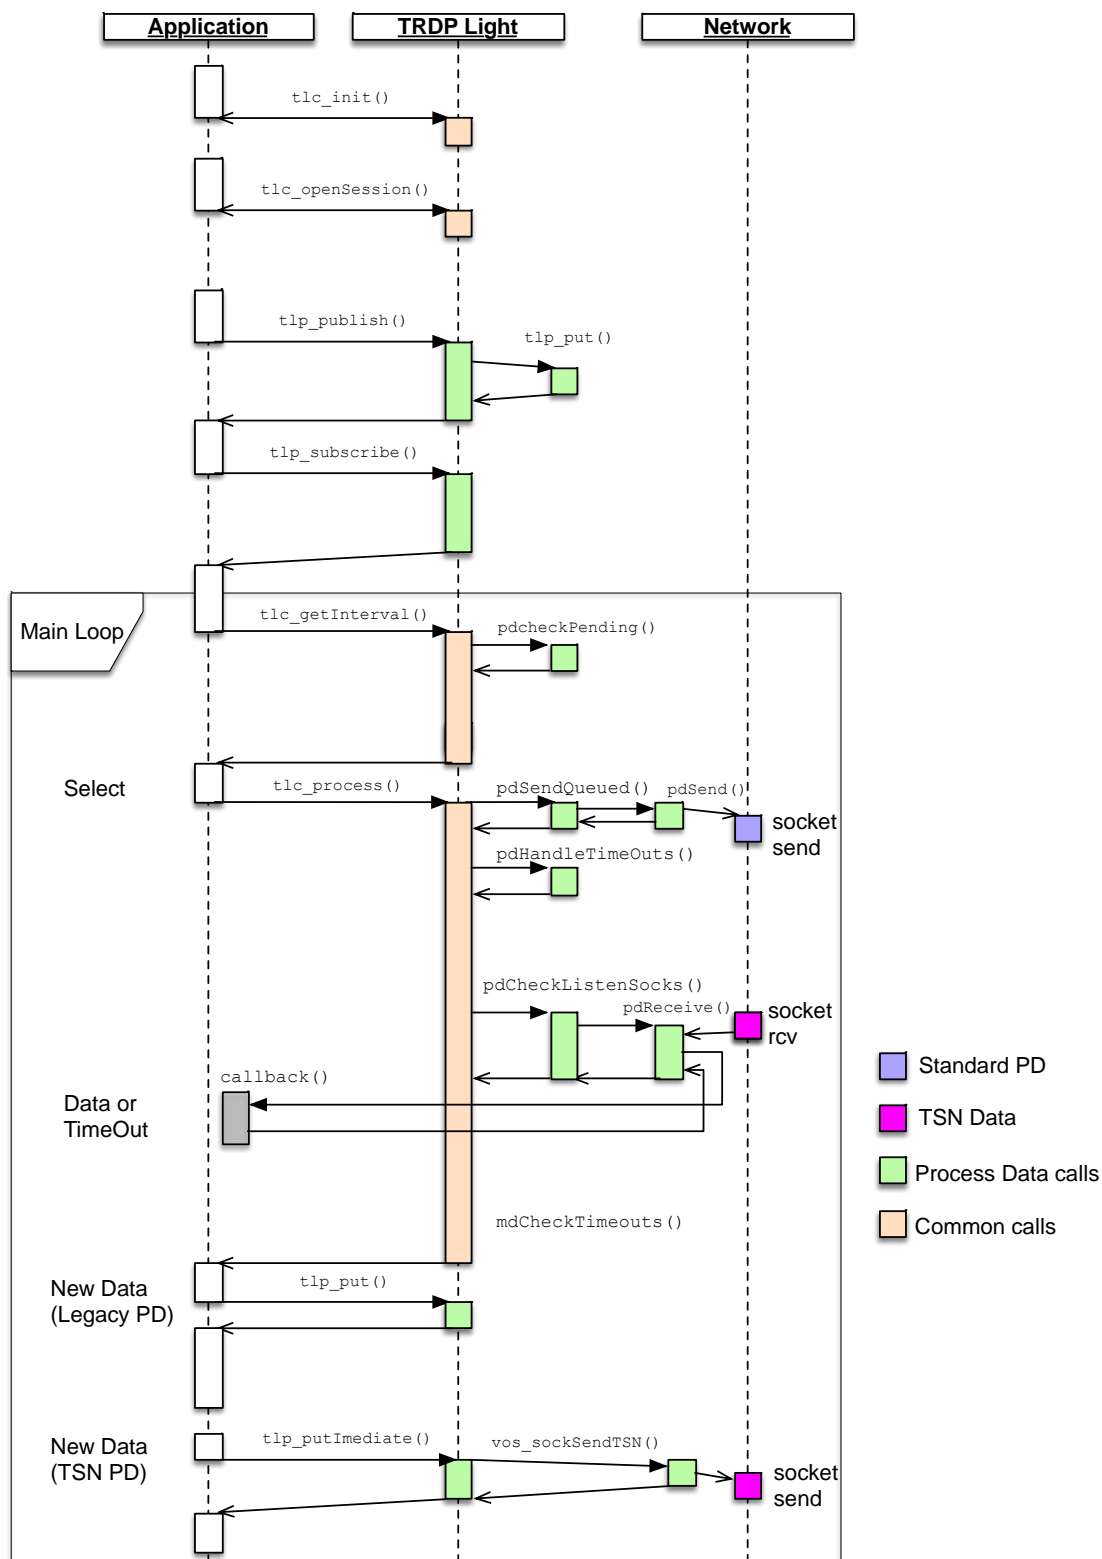 Application
TRDP Light
Network
tlc_init()
tlc_openSession()
tlp_publish()
tlp_put()
tlp_subscribe()
Main Loop
tlc_getInterval()
pdcheckPending()
Select
tlc_process()
pdSendQueued()
pdSend()
socket
send
pdHandleTimeOuts()
pdCheckListenSocks()
pdReceive()
socket
rcv
callback()
Data or
TimeOut
Standard PD
TSN Data
Process Data calls
Common calls
mdCheckTimeouts()
New Data
(Legacy PD)
tlp_put()
New Data
(TSN PD)
tlp_putImediate()
vos_sockSendTSN()
socket
send